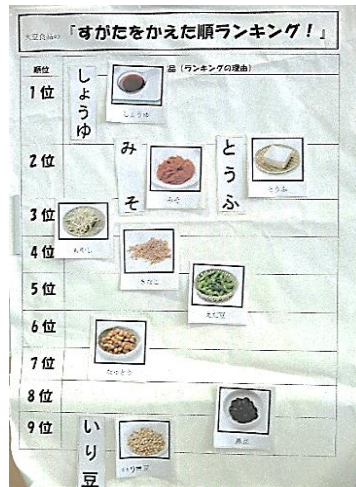 大豆食品の『すがたをかえた順ランキング！』
順位
品（ランキングの理由）
1位
しょうゆ
しょうゆ
2位
みそ
みそ
とうふ
とうふ
3位
もやし
4位
きなこ
5位
えだ豆
6位
7位
なっとう
8位
黒豆
9位
いり豆
いり豆